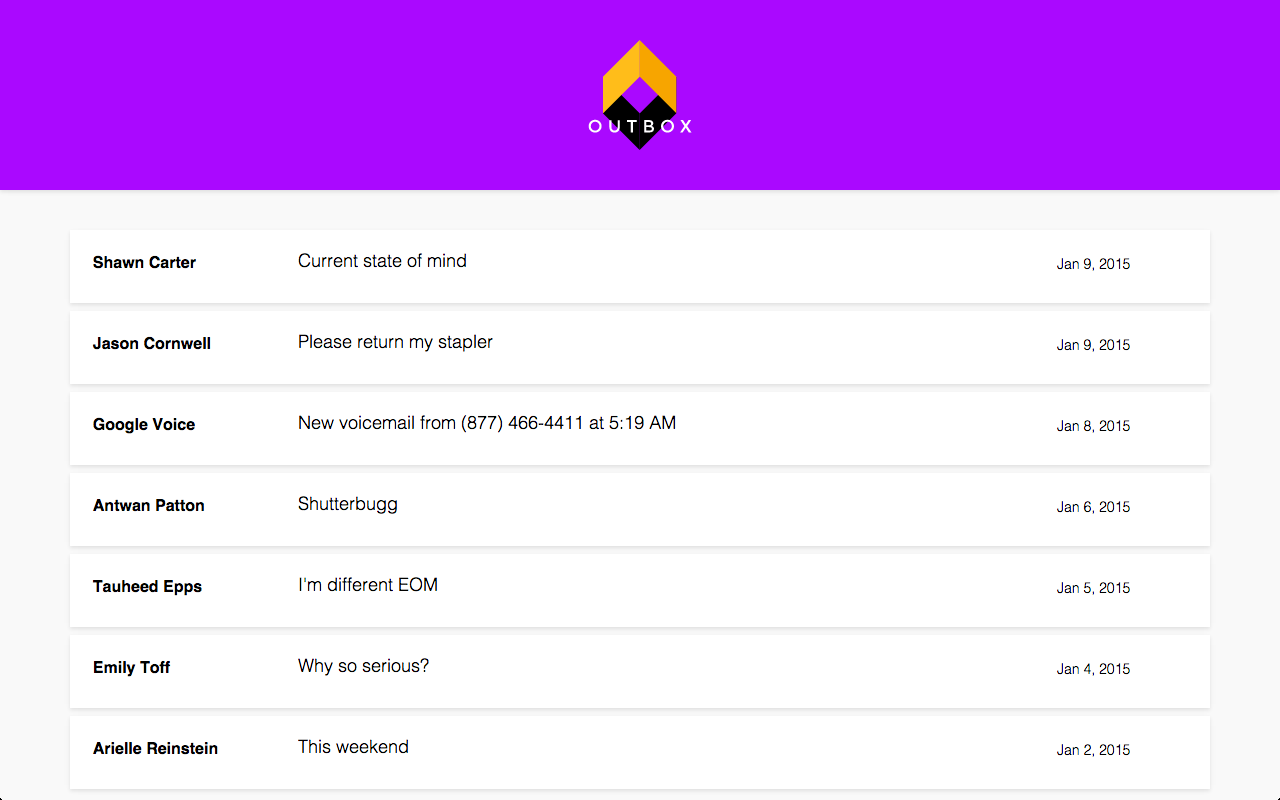 OUTBOX
Shawn Carter Current state of mind Jan 9, 2015
Jason Cornwell Please return my stapler Jan 9, 2015
Google Voice New voicemail from (877) 466-4411 at 5:19 AM Jan 8, 2015
Antwan Patton Shutterbugg Jan 6, 2015
Tauheed Epps I'm different EOM Jan 5, 2015
Emily Toff Why so serious? Jan 4, 2015
Arielle Reinstein This weekend Jan 2, 2015